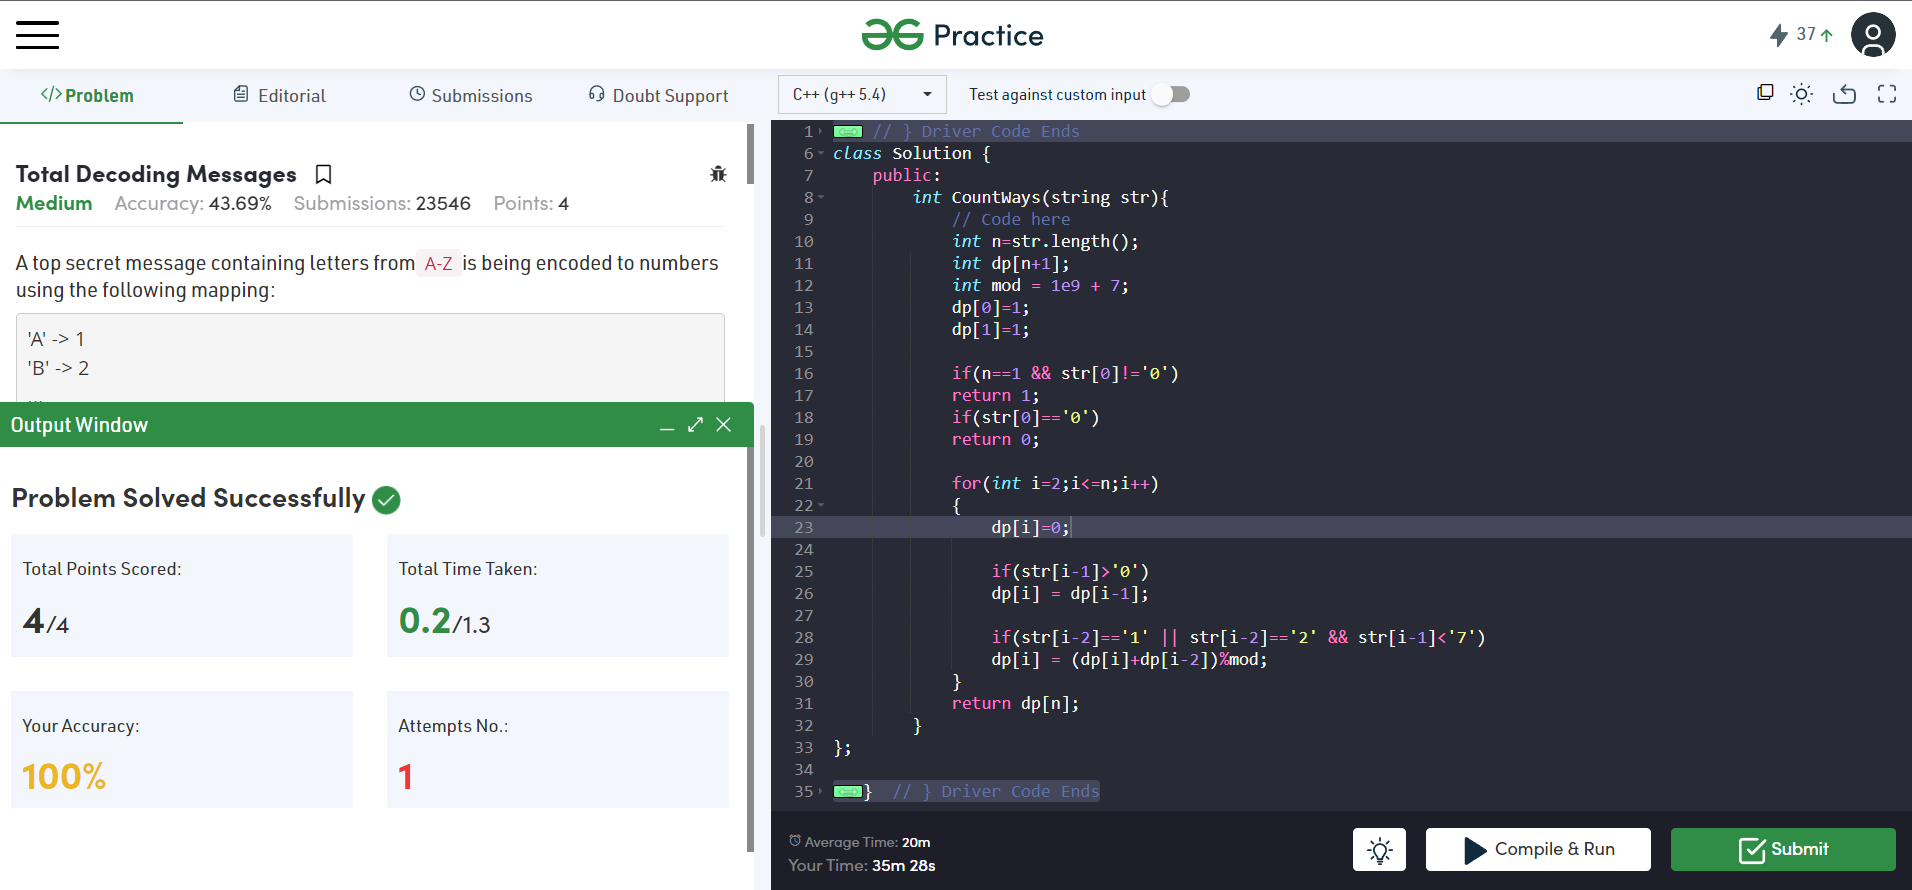 Practice
37
Problem
Editorial
Submissions
Doubt Support
C++ (g++ 5.4)
Test against custom input
Total Decoding Messages
Medium Accuracy: 43.69% Submissions: 23546 Points: 4
A top secret message containing letters from A-Z is being encoded to numbers
using the following mapping:
'A' -> 1
'B' -> 2
...
Output Window
Problem Solved Successfully
Total Points Scored:
4/4
Total Time Taken:
0.2/1.3
Your Accuracy:
100%
Attempts No.:
1
1 // } Driver Code Ends
6 class Solution {
7 public:
8 int CountWays(string str){
9 // Code here
10 int n=str.length();
11 int dp[n+1];
12 int mod = 1e9 + 7;
13 dp[0]=1;
14 dp[1]=1;
15
16 if(n==1 && str[0]!='0')
17 return 1;
18 if(str[0]=='0')
19 return 0;
20
21 for(int i=2;i<=n;i++)
22 {
23 dp[i]=0;
24
25 if(str[i-1]>'0')
26 dp[i] = dp[i-1];
27
28 if(str[i-2]=='1' || str[i-2]=='2' && str[i-1]<'7')
29 dp[i] = (dp[i]+dp[i-2])%mod;
30 }
31 return dp[n];
32 }
33 };
34
35 } // } Driver Code Ends
Average Time: 20m
Your Time: 35m 28s
Compile & Run
Submit